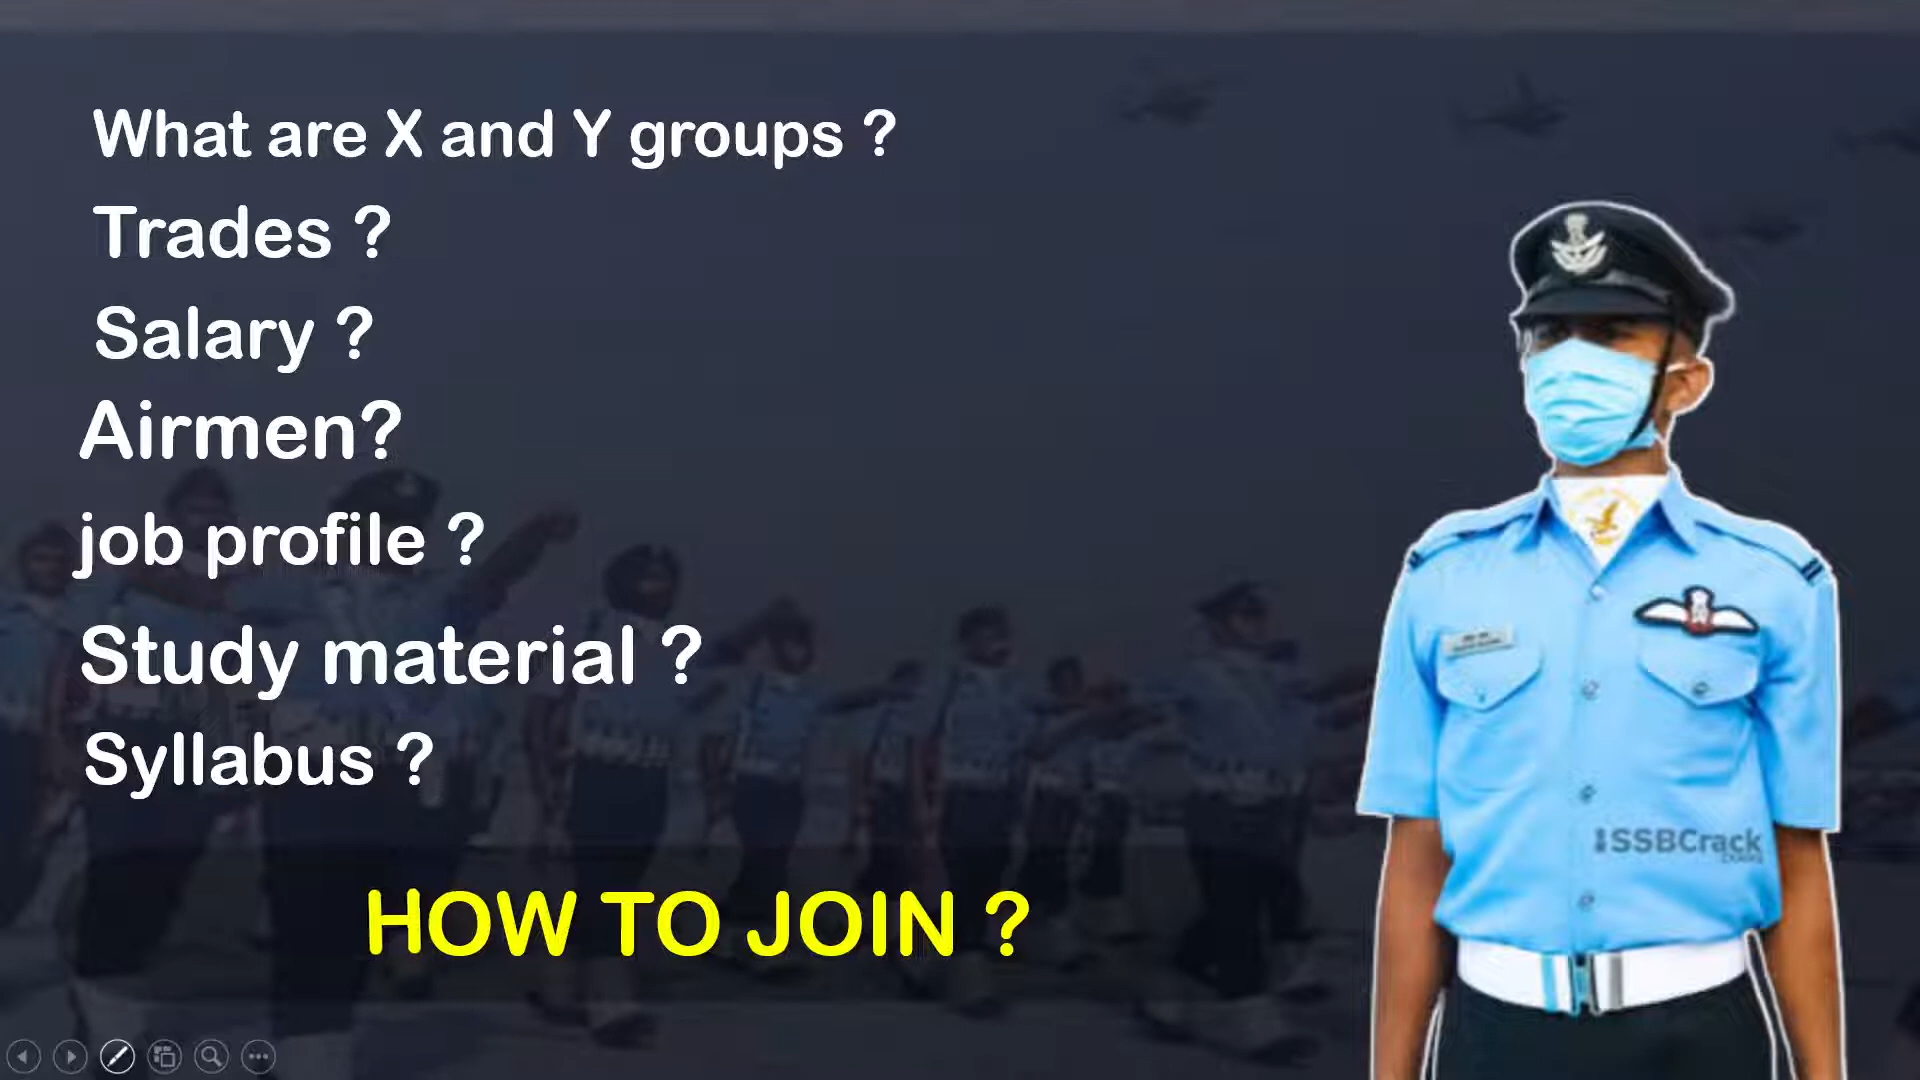 What are X and Y groups ?
Trades ?
Salary ?
Airmen?
job profile ?
Study material ?
Syllabus ?
SSBCrack
HOW TO JOIN ?